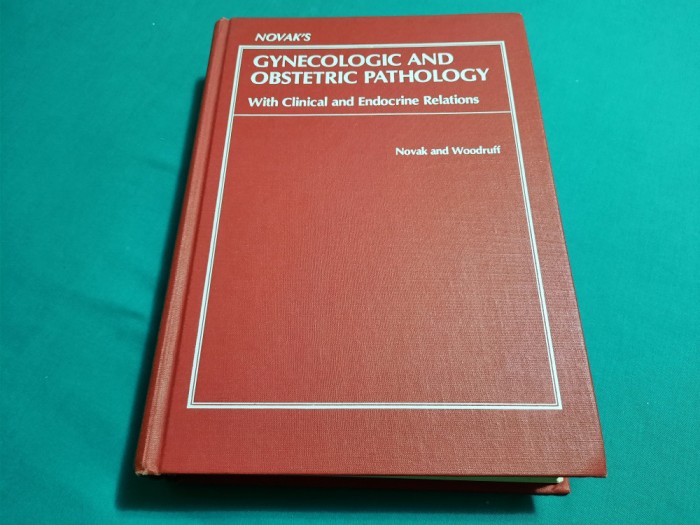 NOVAK'S
GYNECOLOGIC AND
OBSTETRIC PATHOLOGY
With Clinical and Endocrine Relations
Novak and Woodruff